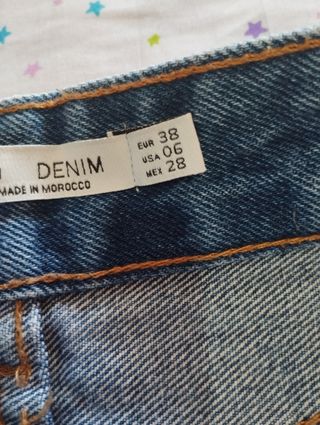 DENIM
MADE IN MOROCCO
EUR 38
USA 06
MEX 28